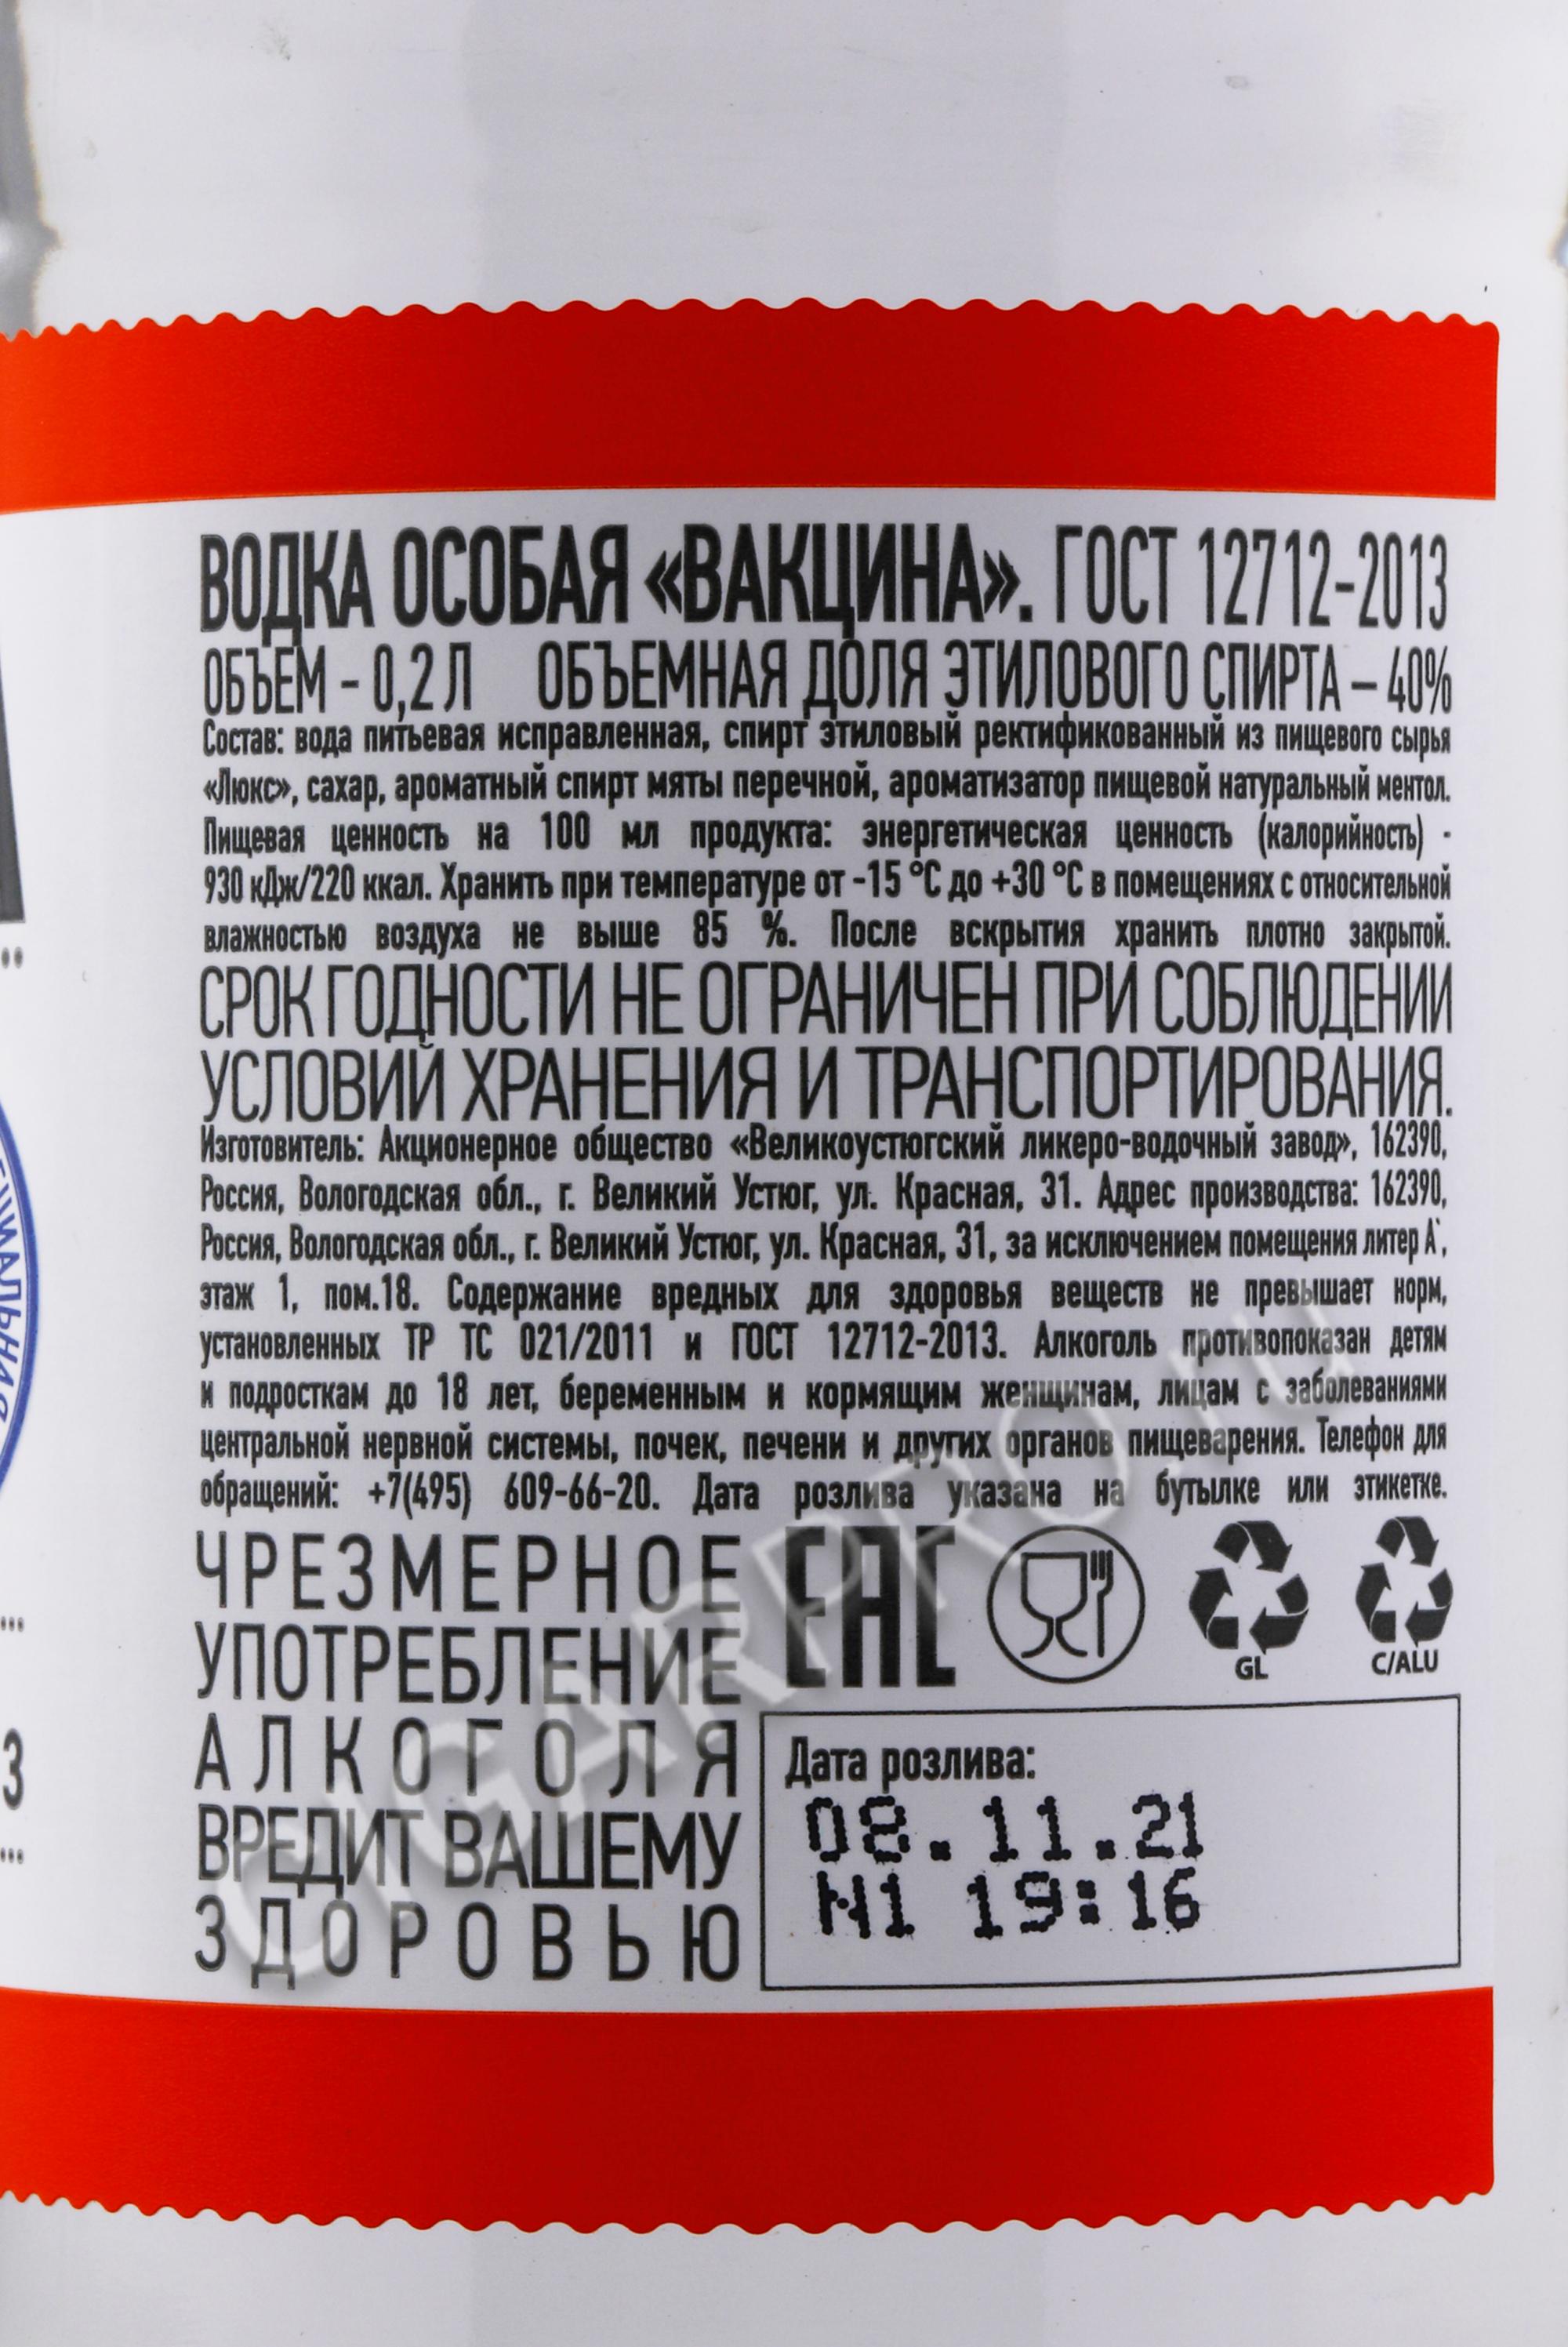 ВОДКА ОСОБАЯ «ВАКЦИНА». ГОСТ 12712-2013
ОБЪЕМ - 0,2 Л ОБЪЕМНАЯ ДОЛЯ ЭТИЛОВОГО СПИРТА – 40%
Состав: вода питьевая исправленная, спирт этиловый ректификованный из пищевого сырья
«Люкс», сахар, ароматный спирт мяты перечной, ароматизатор пищевой натуральный ментол.
Пищевая ценность на 100 мл продукта: энергетическая ценность (калорийность) -
930 кДж/220 ккал. Хранить при температуре от -15 °С до +30 °С в помещениях с относительной
влажностью воздуха не выше 85 %. После вскрытия хранить плотно закрытой.
СРОК ГОДНОСТИ НЕ ОГРАНИЧЕН ПРИ СОБЛЮДЕНИИ
УСЛОВИЙ ХРАНЕНИЯ И ТРАНСПОРТИРОВАНИЯ.
Изготовитель: Акционерное общество «Великоустюгский ликеро-водочный завод», 162390,
Россия, Вологодская обл., г. Великий Устюг, ул. Красная, 31. Адрес производства: 162390,
Россия, Вологодская обл., г. Великий Устюг, ул. Красная, 31, за исключением помещения литер А`,
этаж 1, пом.18. Содержание вредных для здоровья веществ не превышает норм,
установленных ТР ТС 021/2011 и ГОСТ 12712-2013. Алкоголь противопоказан детям
и подросткам до 18 лет, беременным и кормящим женщинам, лицам с заболеваниями
центральной нервной системы, почек, печени и других органов пищеварения. Телефон для
обращений: +7(495) 609-66-20. Дата розлива указана на бутылке или этикетке.
ЧРЕЗМЕРНОЕ
УПОТРЕБЛЕНИЕ
АЛКОГОЛЯ
ВРЕДИТ ВАШЕМУ
ЗДОРОВЬЮ
ЕАС
GL
C/ALU
Дата розлива:
08.11.21
N1 19:16
CIGARPRO.ru
З